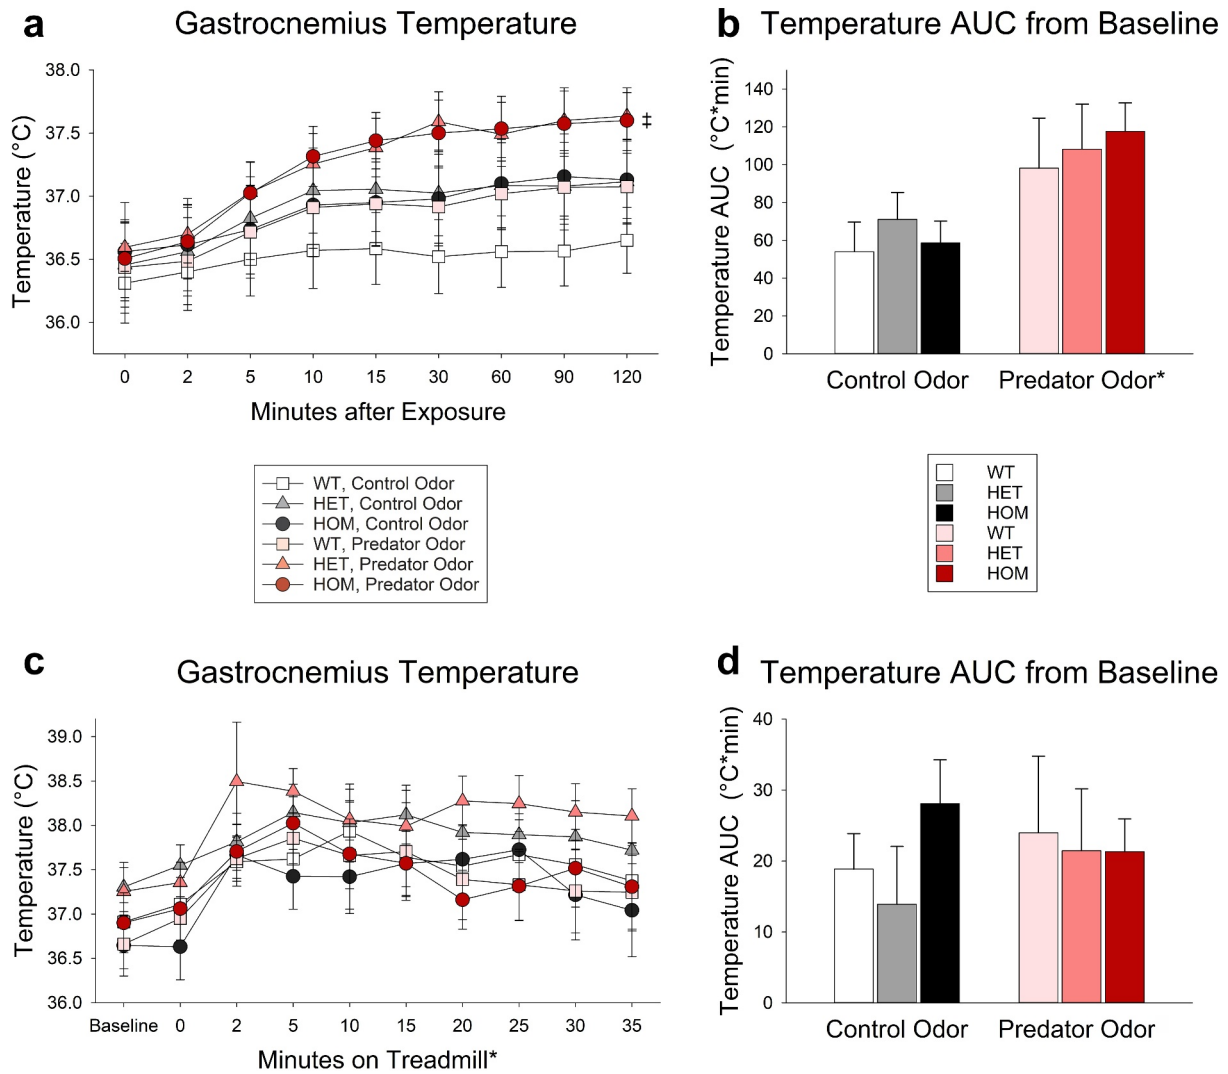 a
Gastrocnemius Temperature
Temperature (°C)
38.0
37.5
37.0
36.5
36.0
‡
0 2 5 10 15 30 60 90 120
Minutes after Exposure
b
Temperature AUC from Baseline
Temperature AUC (°C*min)
140
120
100
80
60
40
20
0
Control Odor Predator Odor*
WT, Control Odor
HET, Control Odor
HOM, Control Odor
WT, Predator Odor
HET, Predator Odor
HOM, Predator Odor
WT
HET
HOM
WT
HET
HOM
c
Gastrocnemius Temperature
Temperature (°C)
39.0
38.5
38.0
37.5
37.0
36.5
36.0
Baseline 0 2 5 10 15 20 25 30 35
Minutes on Treadmill*
d
Temperature AUC from Baseline
Temperature AUC (°C*min)
40
30
20
10
0
Control Odor Predator Odor